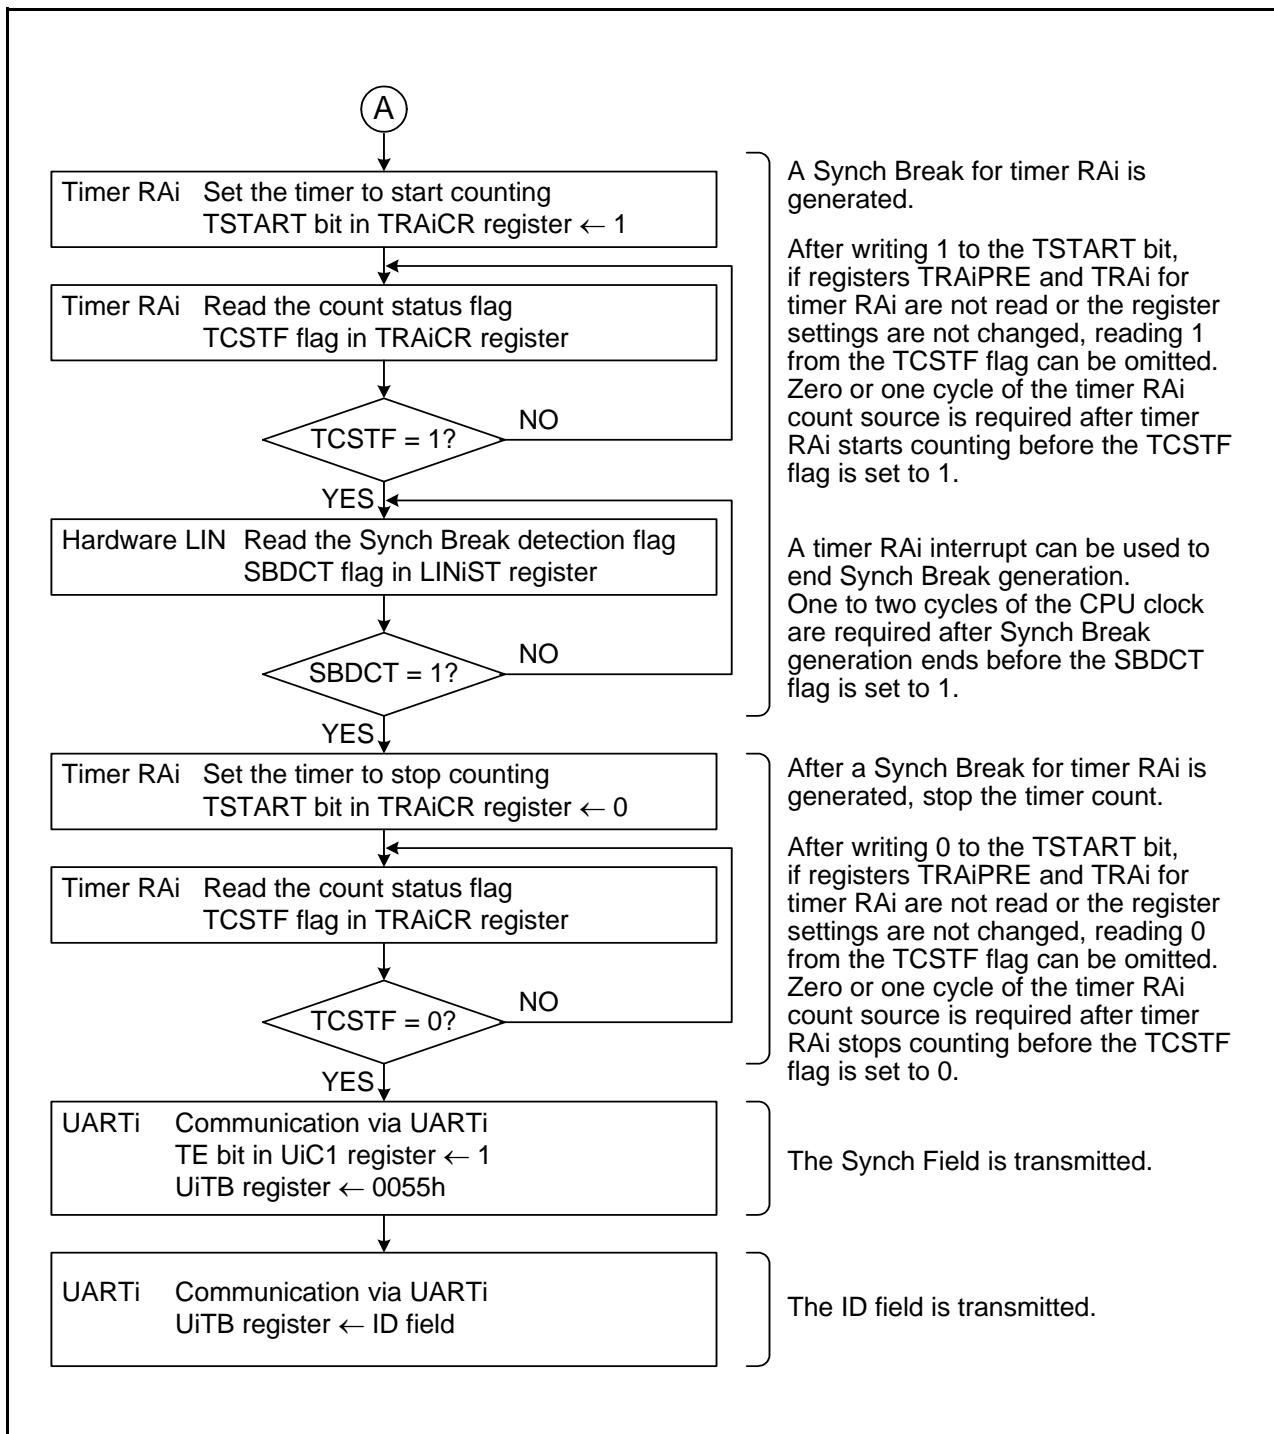 A
Timer RAi Set the timer to start counting
TSTART bit in TRAiCR register ← 1
Timer RAi Read the count status flag
TCSTF flag in TRAiCR register
TCSTF = 1?
NO
YES
Hardware LIN Read the Synch Break detection flag
SBDCT flag in LINiST register
SBDCT = 1?
NO
YES
A Synch Break for timer RAi is
generated.
After writing 1 to the TSTART bit,
if registers TRAiPRE and TRAi for
timer RAi are not read or the register
settings are not changed, reading 1
from the TCSTF flag can be omitted.
Zero or one cycle of the timer RAi
count source is required after timer
RAi starts counting before the TCSTF
flag is set to 1.
A timer RAi interrupt can be used to
end Synch Break generation.
One to two cycles of the CPU clock
are required after Synch Break
generation ends before the SBDCT
flag is set to 1.
Timer RAi Set the timer to stop counting
TSTART bit in TRAiCR register ← 0
Timer RAi Read the count status flag
TCSTF flag in TRAiCR register
TCSTF = 0?
NO
YES
After a Synch Break for timer RAi is
generated, stop the timer count.
After writing 0 to the TSTART bit,
if registers TRAiPRE and TRAi for
timer RAi are not read or the register
settings are not changed, reading 0
from the TCSTF flag can be omitted.
Zero or one cycle of the timer RAi
count source is required after timer
RAi stops counting before the TCSTF
flag is set to 0.
UARTi Communication via UARTi
TE bit in UiC1 register ← 1
UiTB register ← 0055h
The Synch Field is transmitted.
UARTi Communication via UARTi
UiTB register ← ID field
The ID field is transmitted.